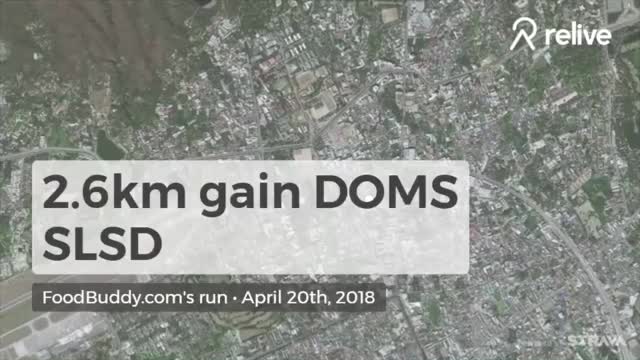 relive
2.6km gain DOMS
SLSD
FoodBuddy.com's run • April 20th, 2018
STRAVA